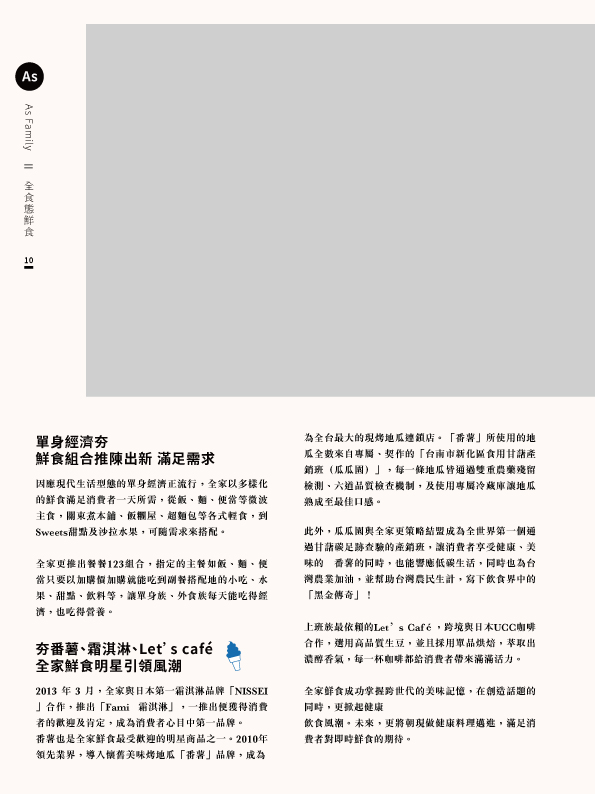 As
As Family = 全食態鮮食
10
單身經濟夯
鮮食組合推陳出新 滿足需求
因應現代生活型態的單身經濟正流行，全家以多樣化
的鮮食滿足消費者一天所需，從飯、麵、便當等微波
主食，關東煮本舖、飯糰屋、超麵包等各式輕食，到
Sweets甜點及沙拉水果，可隨需求來搭配。
全家更推出餐餐123組合，指定的主餐如飯、麵、便
當只要以加購價加購就能吃到副餐搭配地的小吃、水
果、甜點、飲料等，讓單身族、外食族每天能吃得經
濟，也吃得營養。
夯番薯、霜淇淋、Let’s café
全家鮮食明星引領風潮
2013 年 3 月，全家與日本第一霜淇淋品牌「NISSEI
」合作，推出「Fami 霜淇淋」，一推出便獲得消費
者的歡迎及肯定，成為消費者心目中第一品牌。
番薯也是全家鮮食最受歡迎的明星商品之一。2010年
領先業界，導入懷舊美味烤地瓜「番薯」品牌，成為
為全台最大的現烤地瓜連鎖店。「番薯」所使用的地
瓜全數來自專屬、契作的「台南市新化區食用甘藷產
銷班（瓜瓜園）」，每一條地瓜皆通過雙重農藥殘留
檢測、六道品質檢查機制，及使用專屬冷藏庫讓地瓜
熟成至最佳口感。
此外，瓜瓜園與全家更策略結盟成為全世界第一個通
過甘藷碳足跡查驗的產銷班，讓消費者享受健康、美
味的 番薯的同時，也能響應低碳生活，同時也為台
灣農業加油，並幫助台灣農民生計，寫下飲食界中的
「黑金傳奇」！
上班族最依賴的Let’s Café，跨境與日本UCC咖啡
合作，選用高品質生豆，並且採用單品烘焙，萃取出
濃醇香氣，每一杯咖啡都給消費者帶來滿滿活力。
全家鮮食成功掌握跨世代的美味記憶，在創造話題的
同時，更掀起健康
飲食風潮。未來，更將朝現做健康料理邁進，滿足消
費者對即時鮮食的期待。